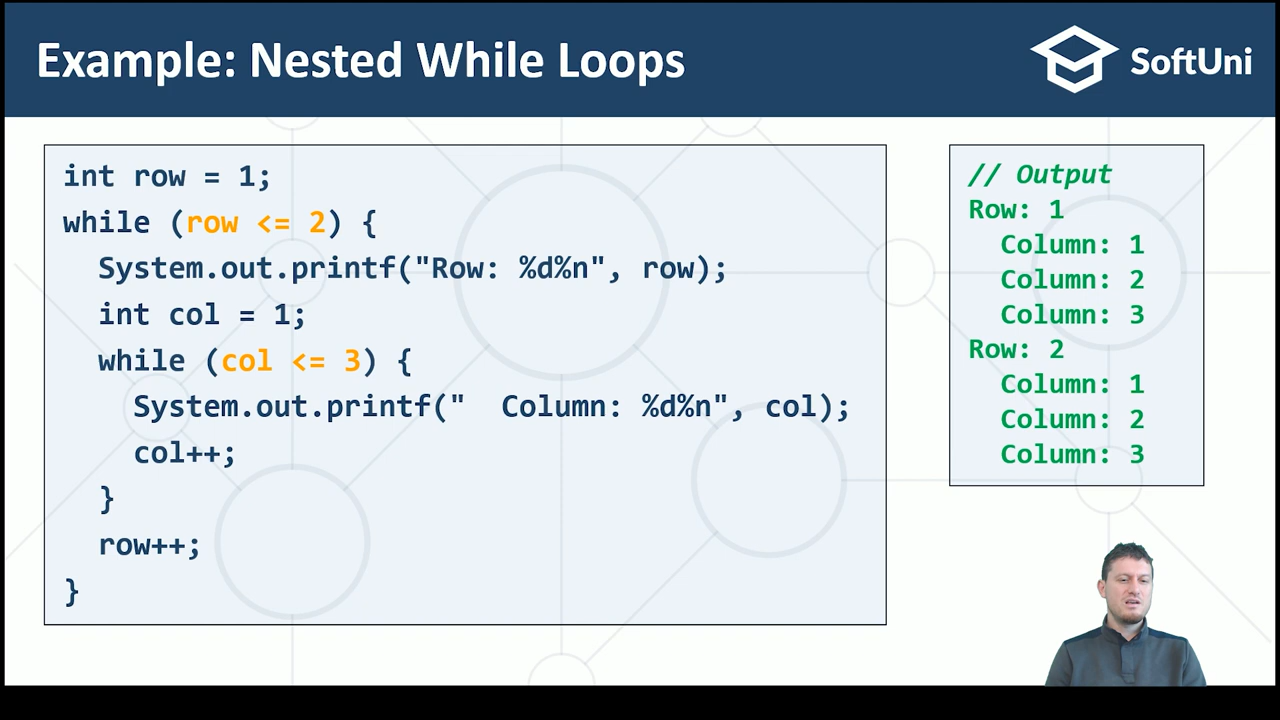 Example: Nested While Loops
SoftUni
int row = 1;
while (row <= 2) {
  System.out.printf("Row: %d%n", row);
  int col = 1;
  while (col <= 3) {
    System.out.printf("  Column: %d%n", col);
    col++;
  }
  row++;
}
// Output
Row: 1
  Column: 1
  Column: 2
  Column: 3
Row: 2
  Column: 1
  Column: 2
  Column: 3